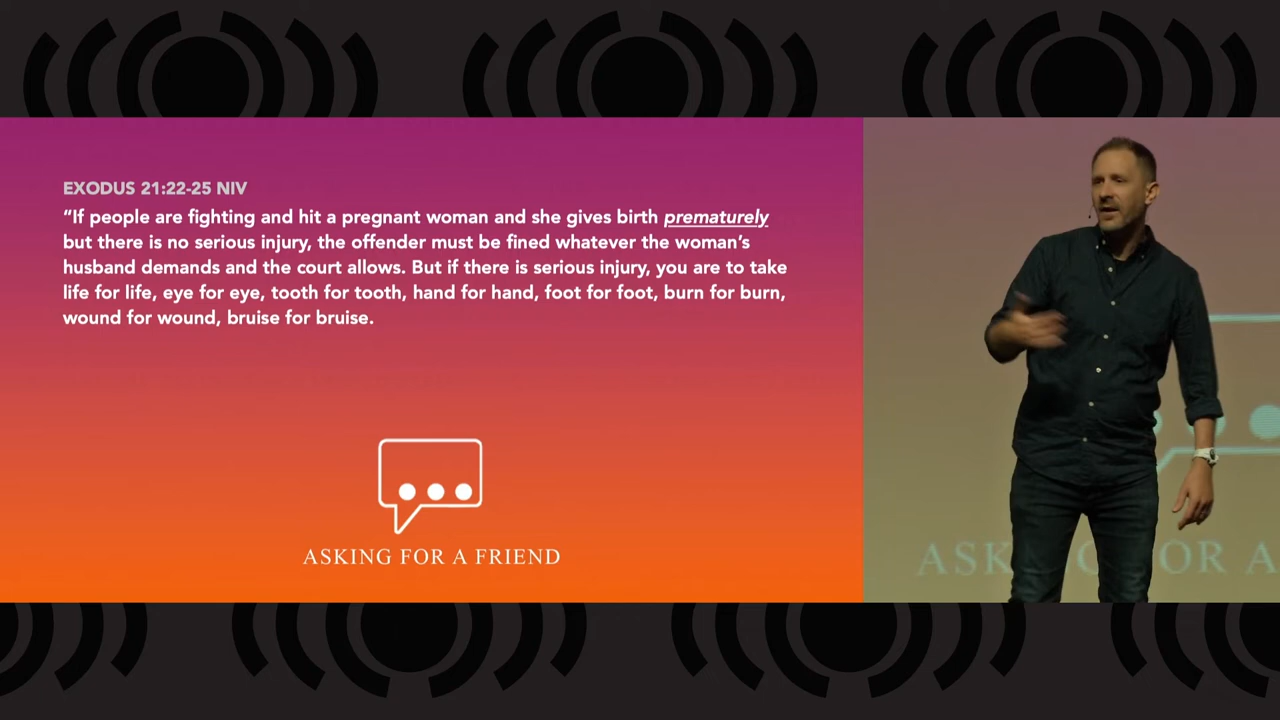 EXODUS 21:22-25 NIV
“If people are fighting and hit a pregnant woman and she gives birth prematurely
but there is no serious injury, the offender must be fined whatever the woman’s
husband demands and the court allows. But if there is serious injury, you are to take
life for life, eye for eye, tooth for tooth, hand for hand, foot for foot, burn for burn,
wound for wound, bruise for bruise.
ASKING FOR A FRIEND
ASK OR A